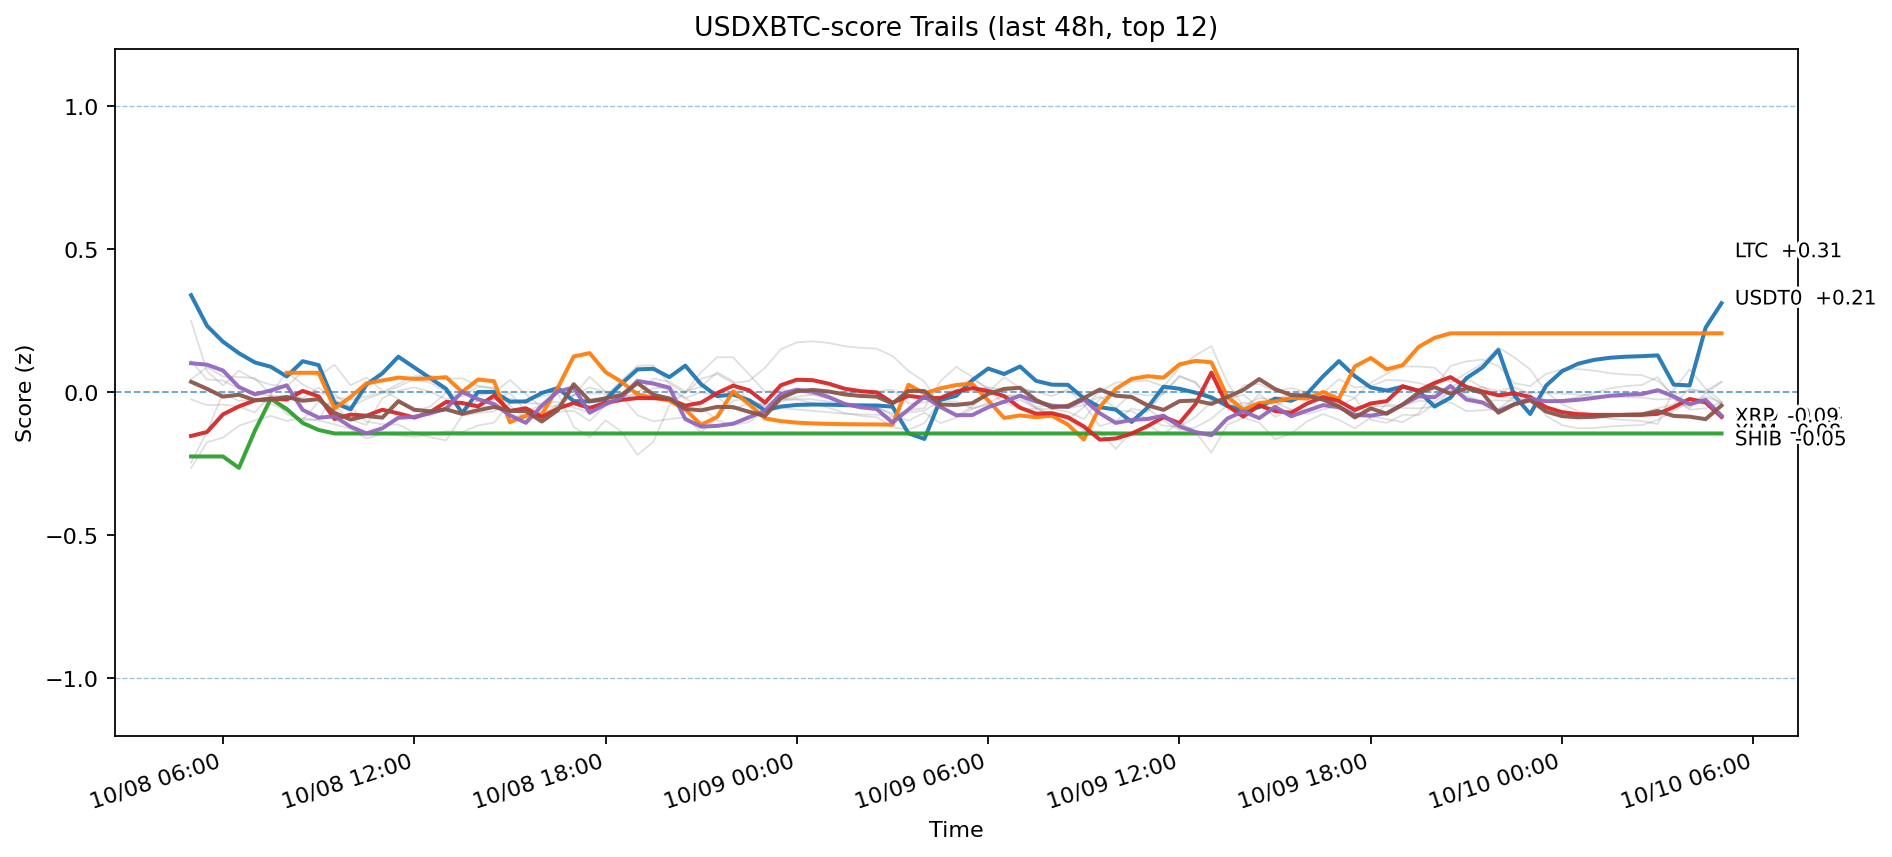 USDXBTC-score Trails (last 48h, top 12)
Score (z)
1.0
0.5
0.0
−0.5
−1.0
LTC +0.31
USDT0 +0.21
XRP -0.09
SHIB -0.05
10/08 06:00
10/08 12:00
10/08 18:00
10/09 00:00
10/09 06:00
10/09 12:00
10/09 18:00
10/10 00:00
10/10 06:00
Time